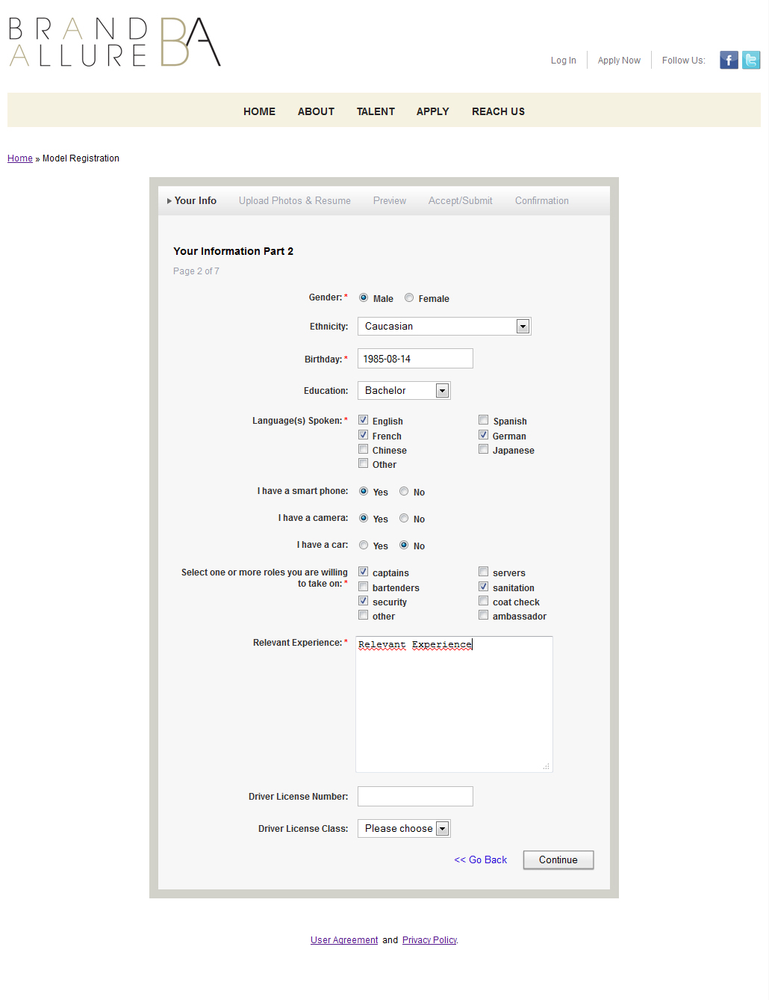 BRAND
ALLURE BA
Log In Apply Now Follow Us:
HOME ABOUT TALENT APPLY REACH US
Home » Model Registration
Your Info Upload Photos & Resume Preview Accept/Submit Confirmation
Your Information Part 2
Page 2 of 7
Gender: * Male Female
Ethnicity: Caucasian
Birthday: * 1985-08-14
Education: Bachelor
Language(s) Spoken: * English Spanish
French German
Chinese Japanese
Other
I have a smart phone: Yes No
I have a camera: Yes No
I have a car: Yes No
Select one or more roles you are willing
to take on: *
captains servers
bartenders sanitation
security coat check
other ambassador
Relevant Experience: * Relevant Experience
Driver License Number:
Driver License Class: Please choose
<< Go Back Continue
User Agreement and Privacy Policy.